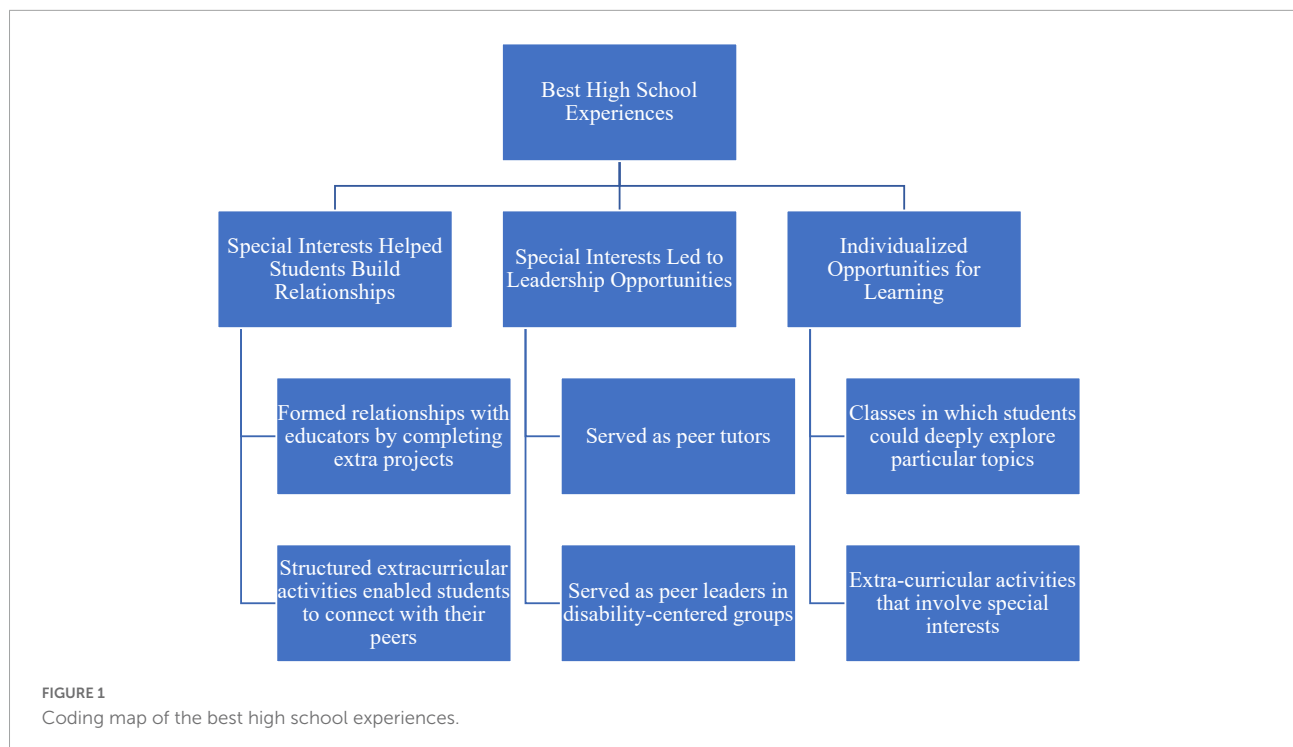 Best High School
Experiences
Special Interests Helped
Students Build
Relationships
Special Interests Led to
Leadership Opportunities
Individualized
Opportunities for
Learning
Formed relationships with
educators by completing
extra projects
Served as peer tutors
Classes in which students
could deeply explore
particular topics
Structured extracurricular
activities enabled students
to connect with their
peers
Served as peer leaders in
disability-centered groups
Extra-curricular activities
that involve special
interests
FIGURE 1
Coding map of the best high school experiences.